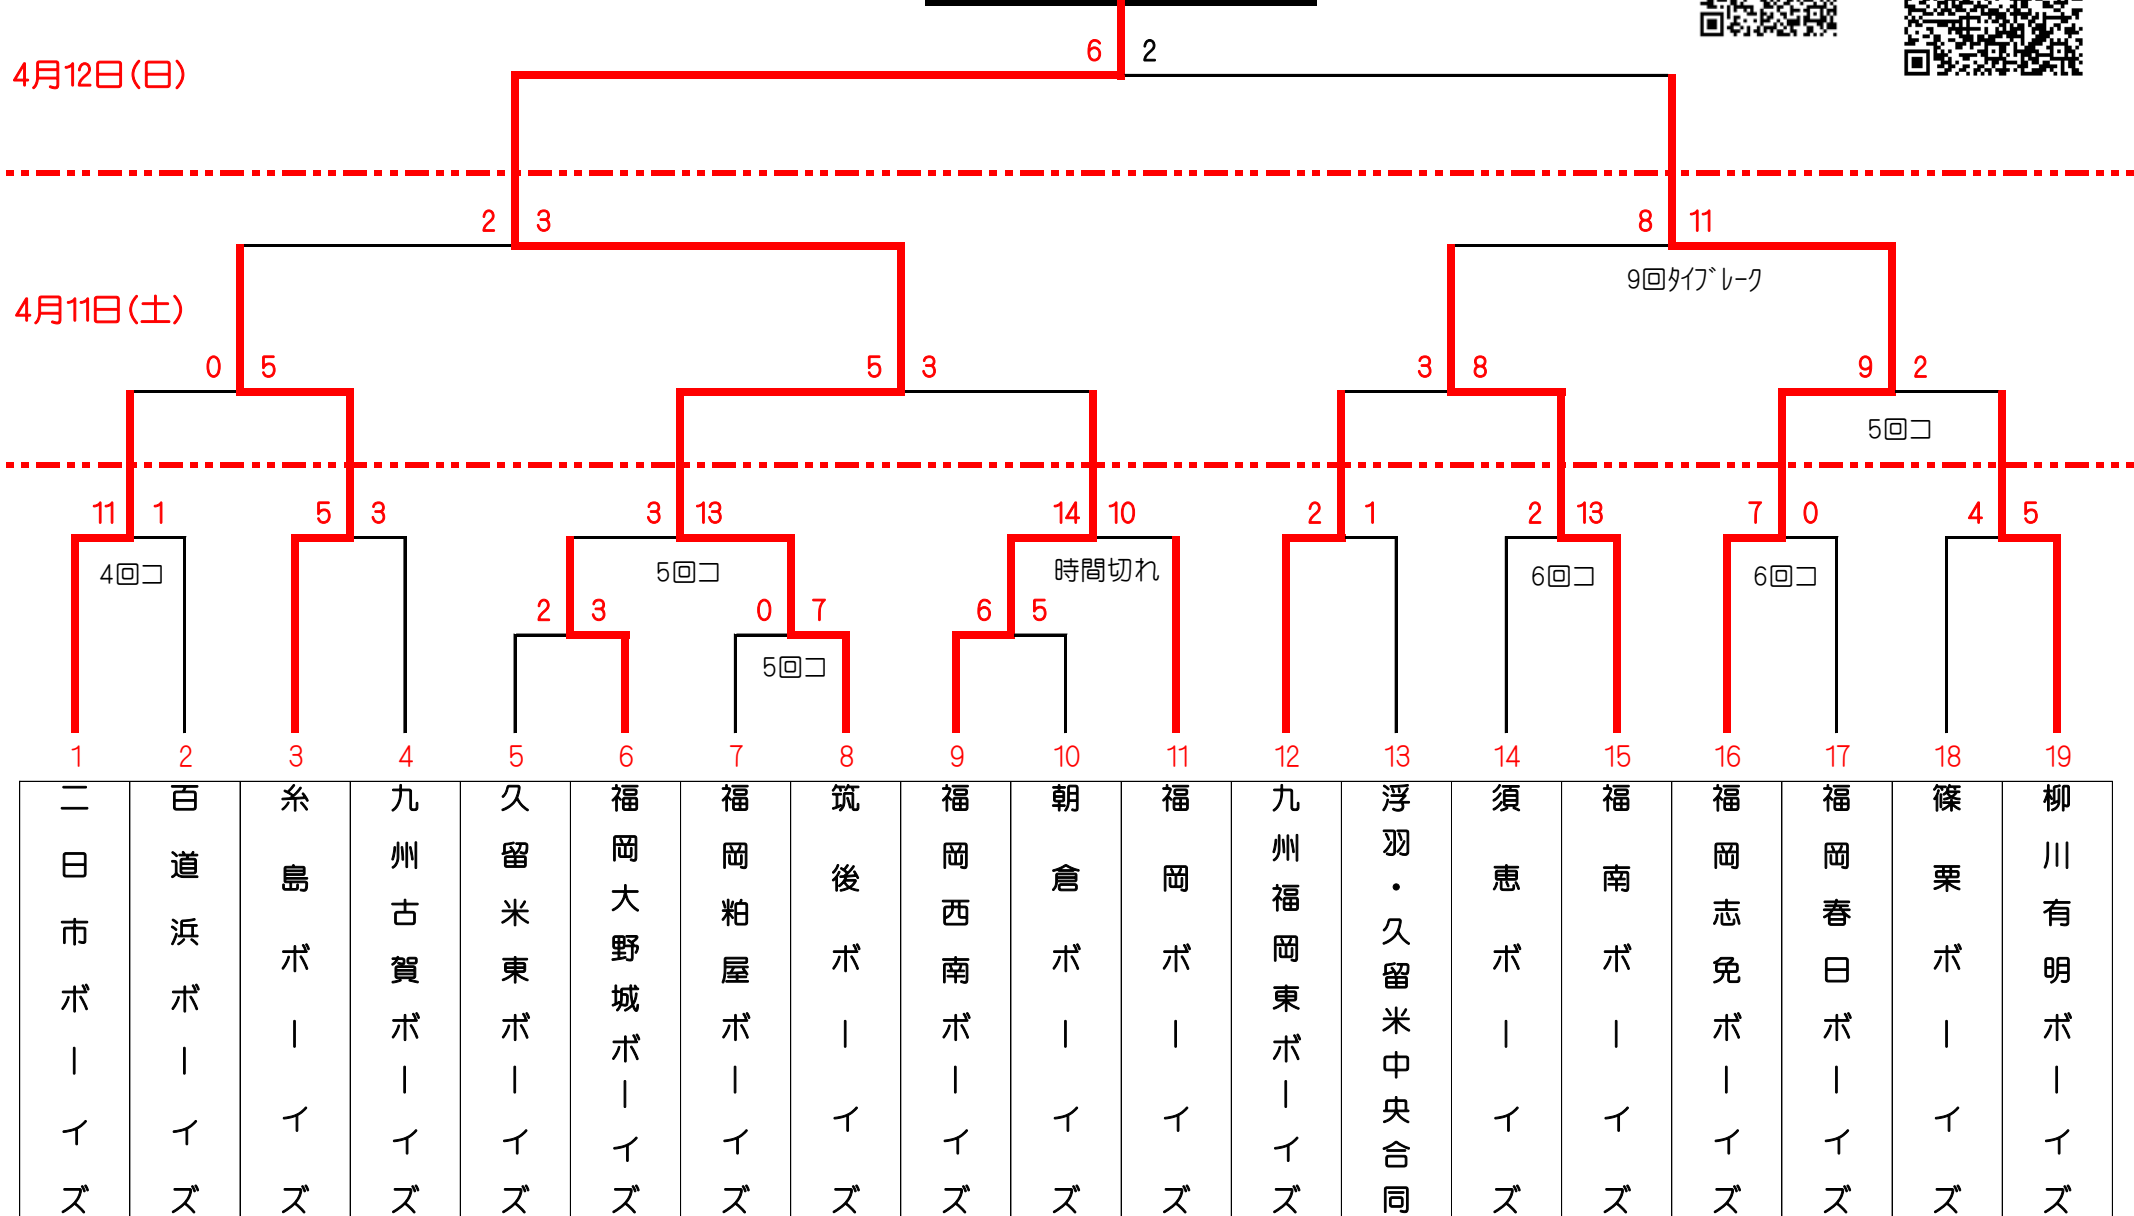 6 2
4月12日(日)
2 3 8 11
9回ﾀｲﾌﾞﾚｰｸ
4月11日(土)
0 5 5 3 3 8 9 2
5回コ
11 1 5 3 3 13 14 10 2 1 2 13 7 0 4 5
4回コ 5回コ 時間切れ 6回コ 6回コ
2 3 0 7 6 5
5回コ
1 2 3 4 5 6 7 8 9 10 11 12 13 14 15 16 17 18 19
二日市ボーイズ
百道浜ボーイズ
糸島ボーイズ
九州古賀ボーイズ
久留米東ボーイズ
福岡大野城ボーイズ
福岡粕屋ボーイズ
筑後ボーイズ
福岡西南ボーイズ
朝倉ボーイズ
福岡ボーイズ
九州福岡東ボーイズ
浮羽・久留米中央合同
須恵ボーイズ
福南ボーイズ
福岡志免ボーイズ
福岡春日ボーイズ
篠栗ボーイズ
柳川有明ボーイズ